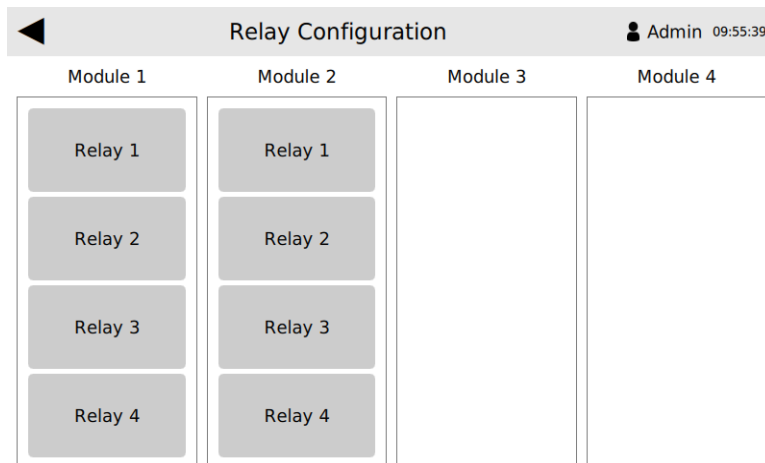 Relay Configuration Admin 09:55:39
Module 1 Module 2 Module 3 Module 4
Relay 1 Relay 1
Relay 2 Relay 2
Relay 3 Relay 3
Relay 4 Relay 4